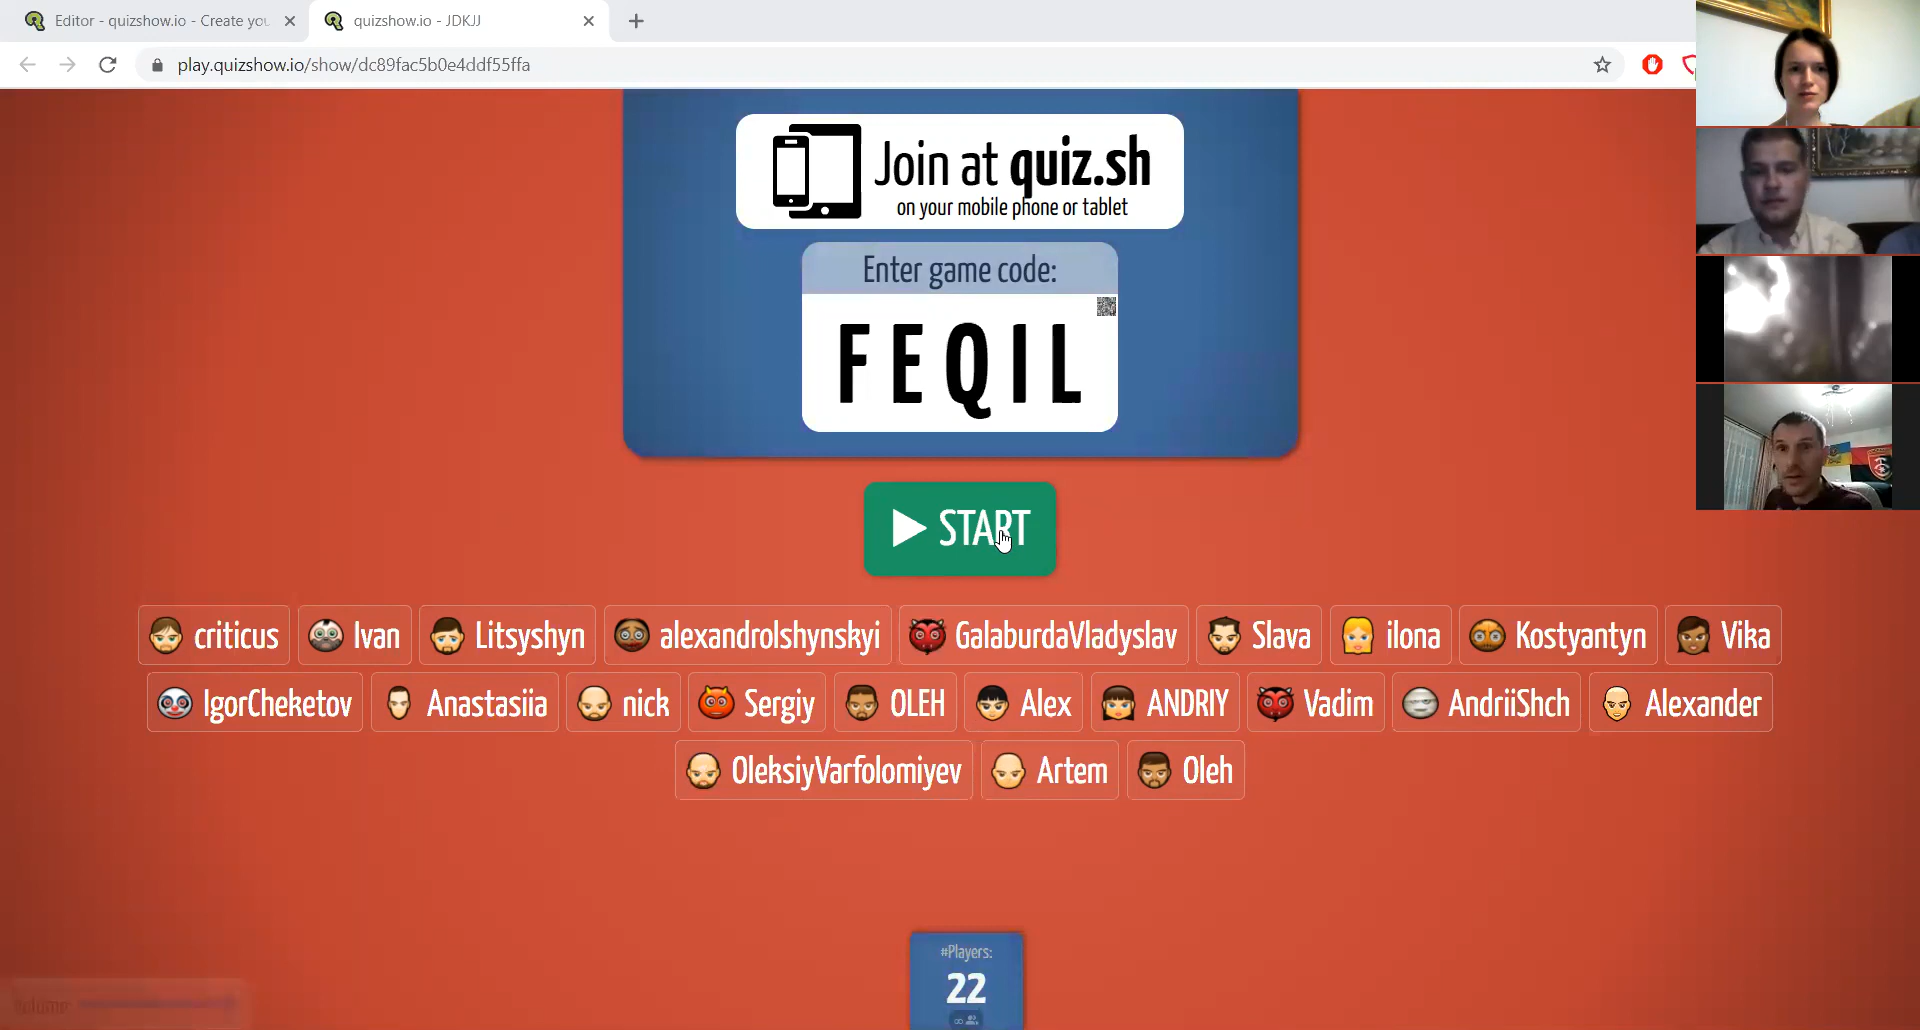 Editor - quizshow.io - Create you
quizshow.io - JDKJJ
play.quizshow.io/show/dc89fac5b0e4ddf55ffa
Join at quiz.sh
on your mobile phone or tablet
Enter game code:
FEQIL
START
criticus Ivan Litsyshyn alexandrolshynskyi GalaburdaVladyslav Slava ilona Kostyantyn Vika
IgorCheketov Anastasiia nick Sergiy OLEH Alex ANDRIY Vadim AndriiShch Alexander
OleksiyVarfolomiyev Artem Oleh
#Players:
22